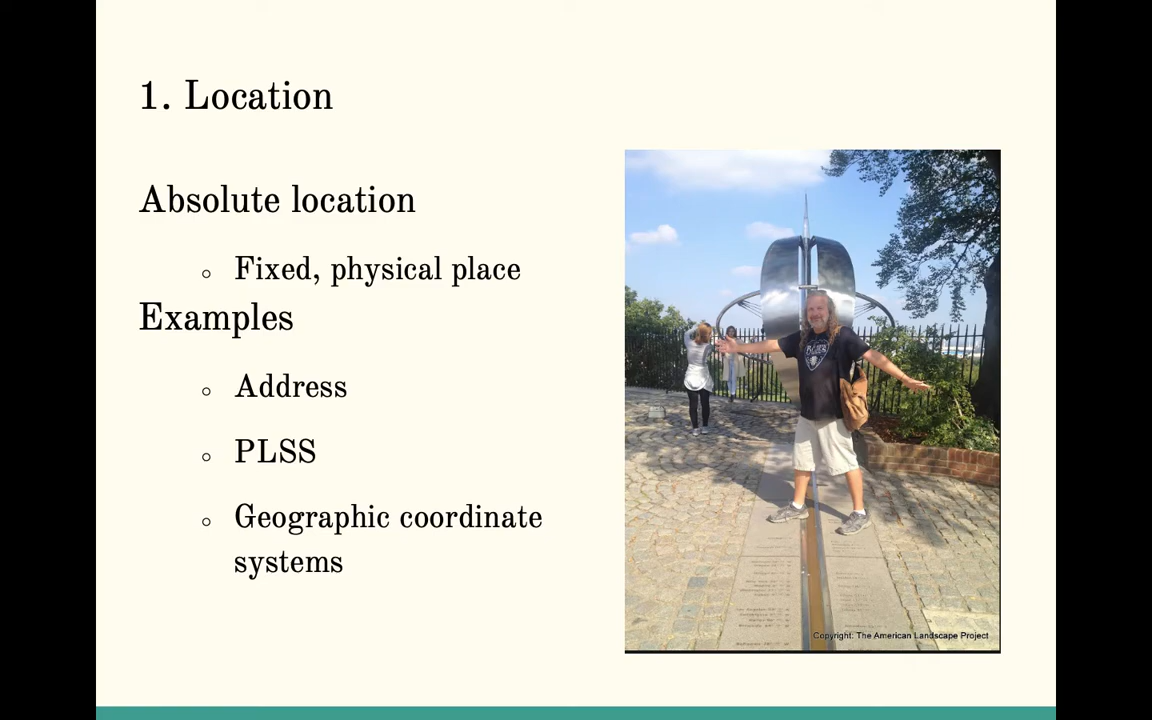 1. Location
Absolute location
Fixed, physical place
Examples
Address
PLSS
Geographic coordinate
systems
Copyright: The American Landscape Project